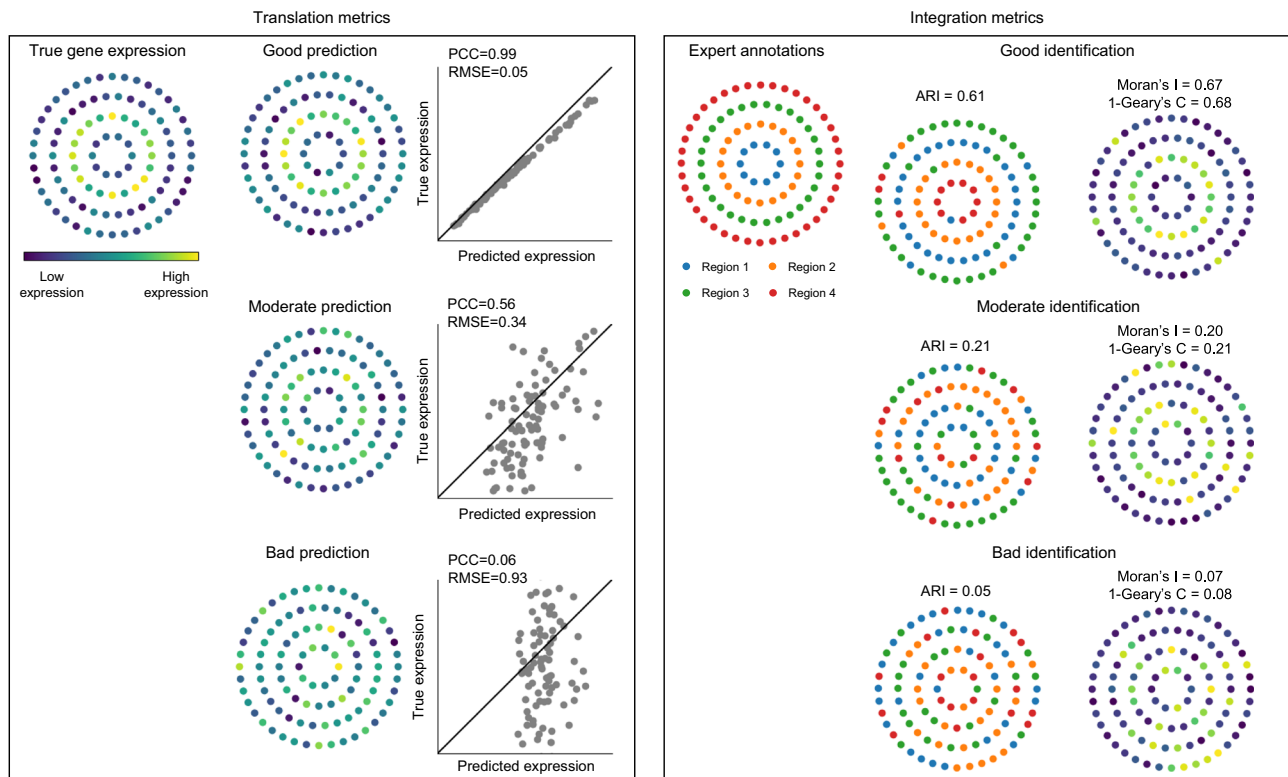 Translation metrics
True gene expression
Good prediction
PCC=0.99
RMSE=0.05
True expression
Predicted expression
Low
expression
High
expression
Moderate prediction
PCC=0.56
RMSE=0.34
True expression
Predicted expression
Bad prediction
PCC=0.06
RMSE=0.93
True expression
Predicted expression
Integration metrics
Expert annotations
Good identification
ARI = 0.61
Moran's I = 0.67
1-Geary's C = 0.68
Region 1
Region 2
Region 3
Region 4
Moderate identification
ARI = 0.21
Moran's I = 0.20
1-Geary's C = 0.21
Bad identification
ARI = 0.05
Moran's I = 0.07
1-Geary's C = 0.08